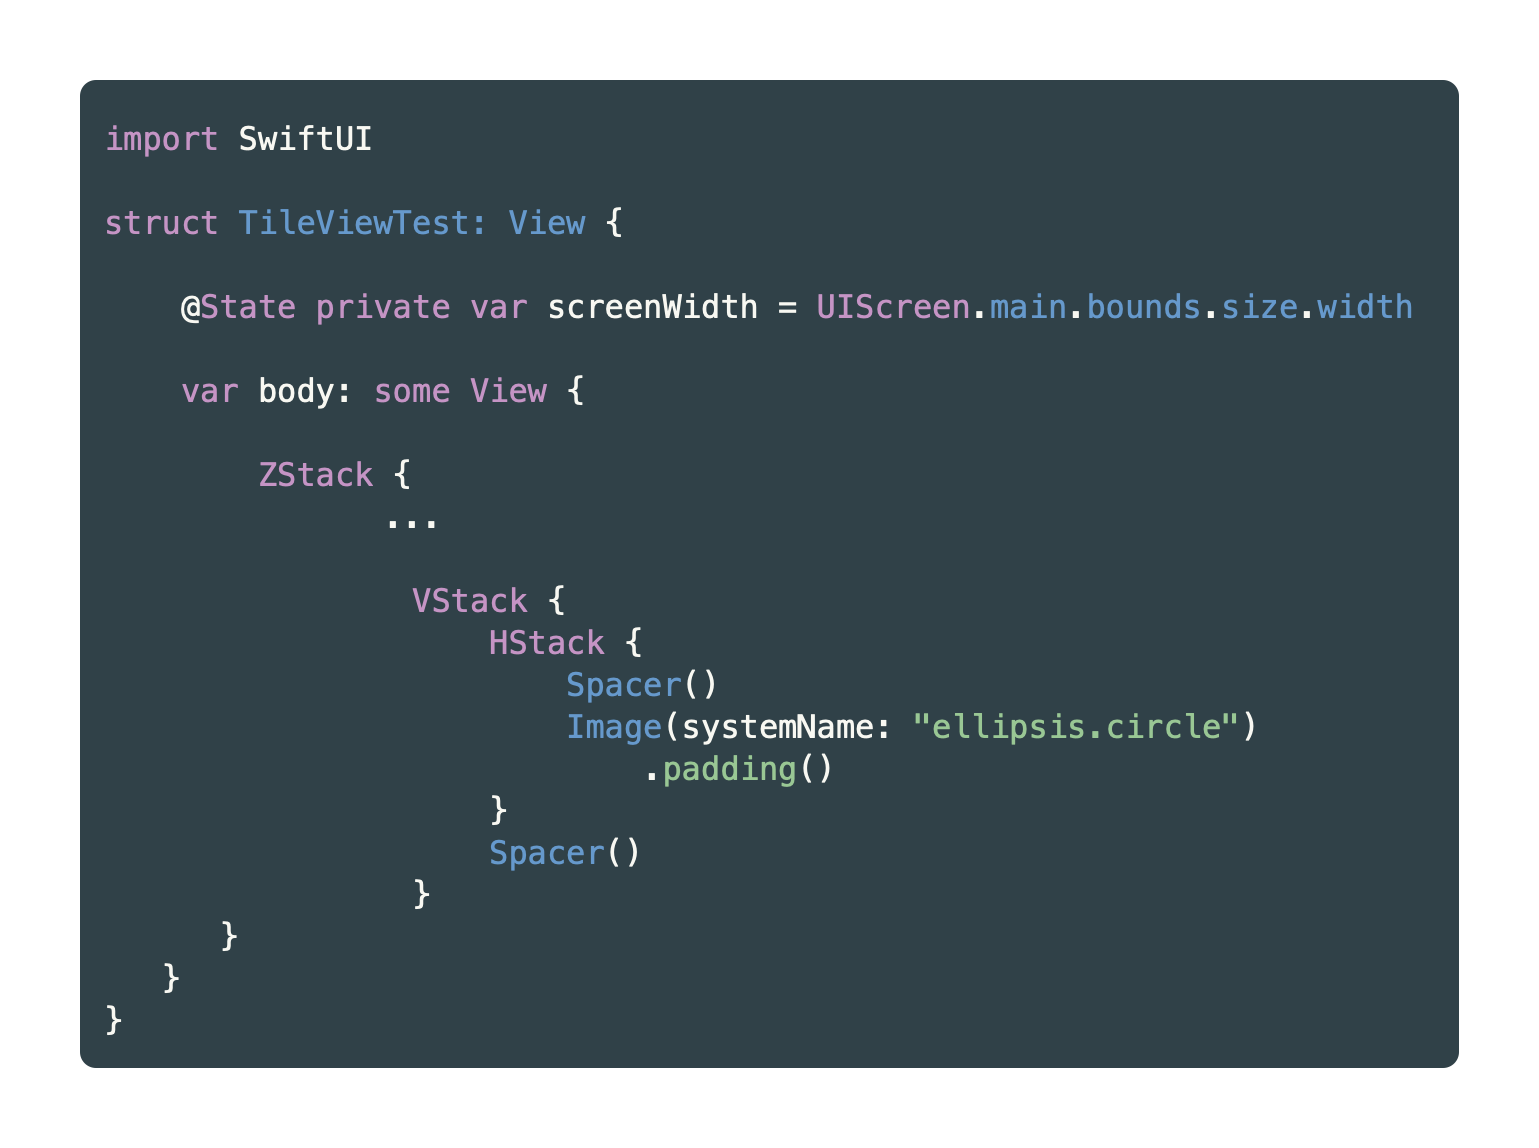 import SwiftUI
struct TileViewTest: View {
@State private var screenWidth = UIScreen.main.bounds.size.width
var body: some View {
ZStack {
...
VStack {
HStack {
Spacer()
Image(systemName: "ellipsis.circle")
.padding()
}
Spacer()
}
}
}
}